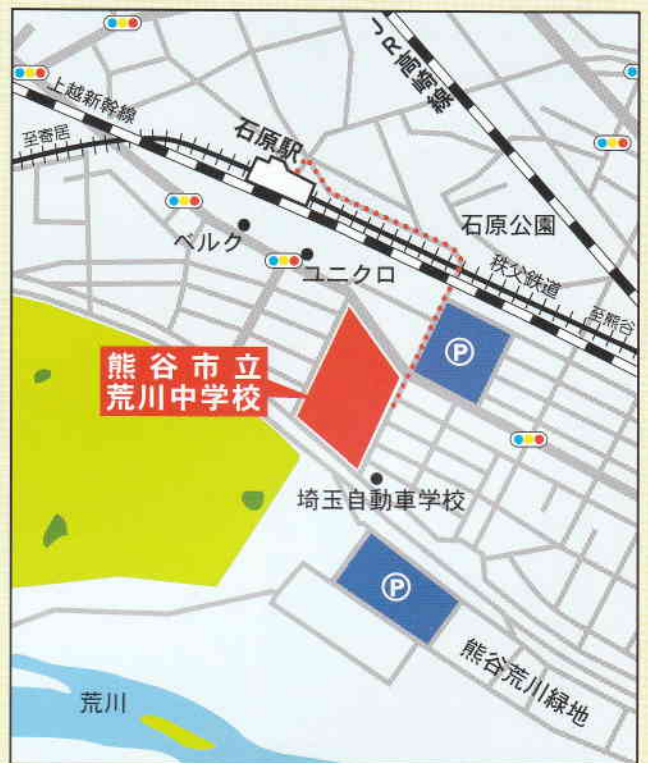 JR高崎線
上越新幹線
至寄居
石原駅
石原公園
ベルク
ユニクロ
秩父鉄道
至熊谷
P
熊谷市立
荒川中学校
埼玉自動車学校
P
熊谷荒川緑地
荒川